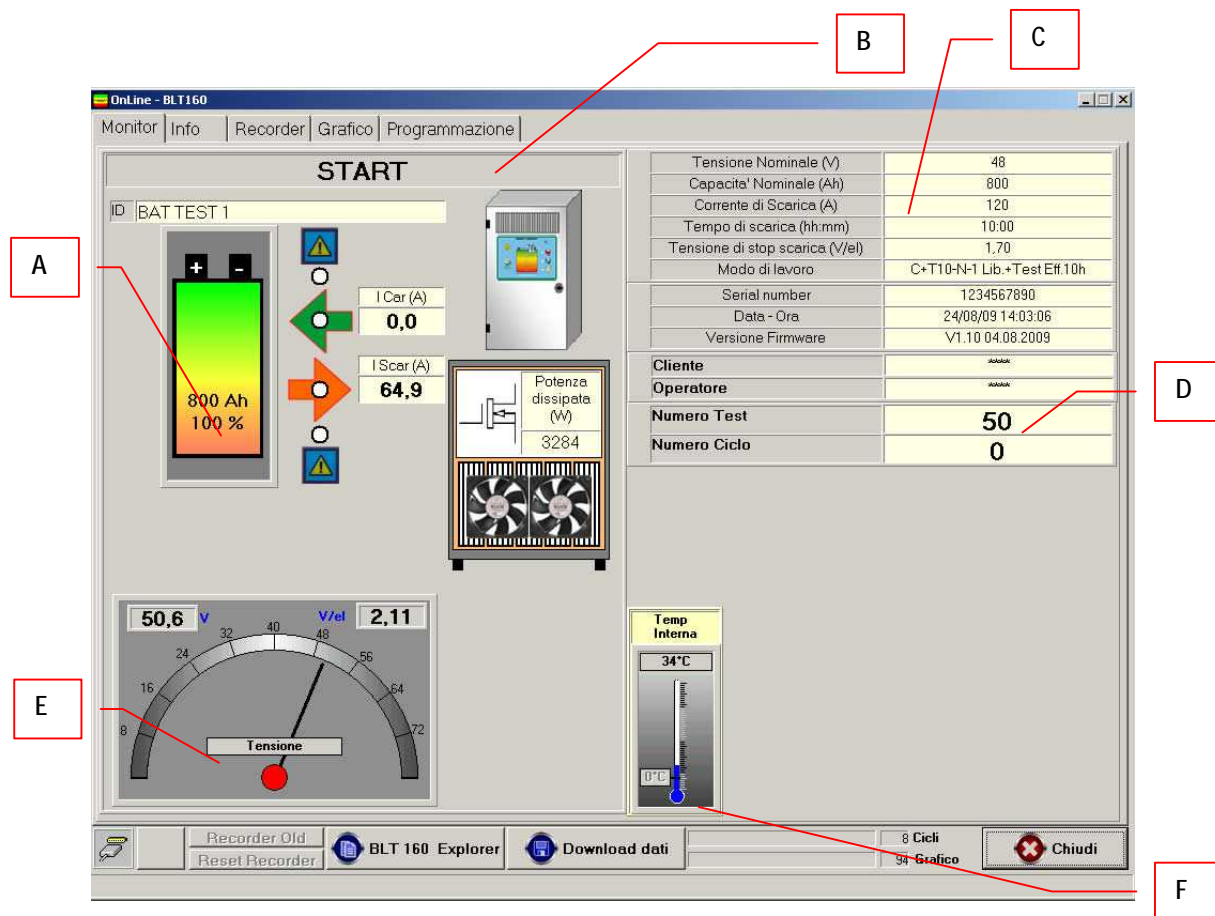 B
C
OnLine - BLT160
Monitor Info Recorder Grafico Programmazione
START
ID BAT TEST 1
A
+ -
800 Ah
100 %
I Car (A)
0,0
I Scar (A)
64,9
Potenza
dissipata
(W)
3284
Tensione Nominale (V) 48
Capacita' Nominale (Ah) 800
Corrente di Scarica (A) 120
Tempo di scarica (hh:mm) 10:00
Tensione di stop scarica (V/el) 1,70
Modo di lavoro C+T10-N-1 Lib.+Test Eff.10h
Serial number 1234567890
Data - Ora 24/08/09 14:03:06
Versione Firmware V1.10 04.08.2009
Cliente ****
Operatore ****
Numero Test 50
Numero Ciclo 0
D
50,6 V V/el 2,11
8 16 24 32 40 48 56 64 72
Tensione
E
Temp
Interna
34°C
0°C
Recorder Old
Reset Recorder
BLT 160 Explorer
Download dati
8 Cicli
94 Grafico
Chiudi
F